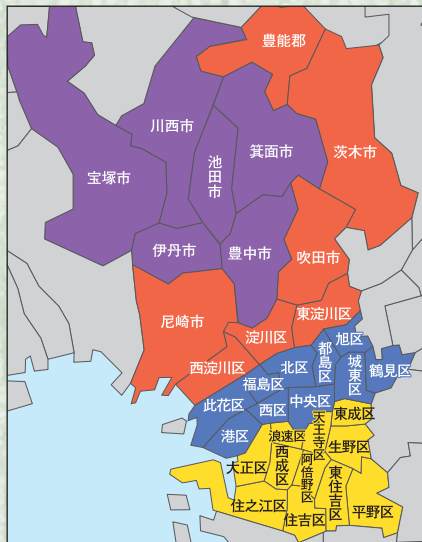 豊能郡
川西市
茨木市
箕面市
池田市
宝塚市
伊丹市
豊中市
吹田市
尼崎市
東淀川区
淀川区
旭区
西淀川区
北区
都島区
城東区
鶴見区
福島区
此花区
西区
中央区
港区
天王寺区
東成区
浪速区
生野区
大正区
西成区
阿倍野区
東住吉区
住之江区
住吉区
平野区